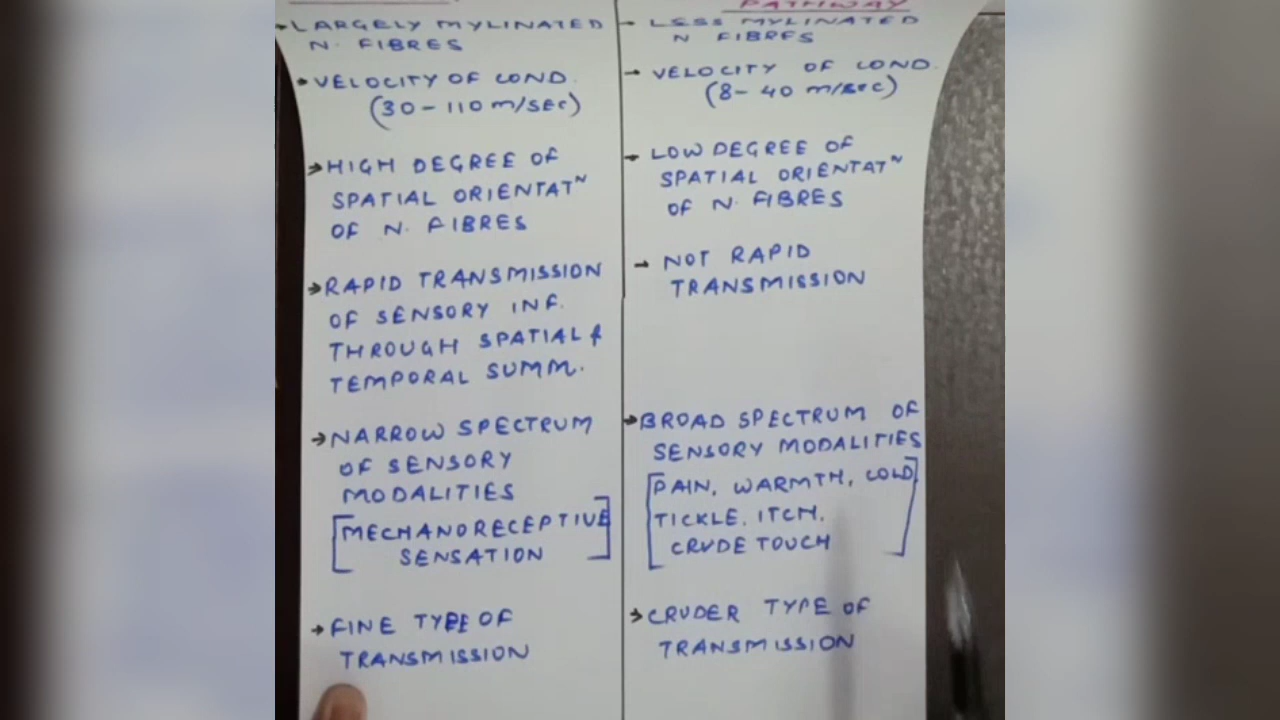 LARGELY MYLINATED
N. FIBRES
VELOCITY OF COND.
(30 - 110 m/SEC)
HIGH DEGREE OF
SPATIAL ORIENTATᴺ
OF N. FIBRES
RAPID TRANSMISSION
OF SENSORY INF.
THROUGH SPATIAL &
TEMPORAL SUMM.
NARROW SPECTRUM
OF SENSORY
MODALITIES
[MECHANORECEPTIVE
SENSATION]
FINE TYPE OF
TRANSMISSION
PATHWAY
LESS MYLINATED
N FIBRES
VELOCITY OF COND.
(8 - 40 m/sec)
LOW DEGREE OF
SPATIAL ORIENTATᴺ
OF N. FIBRES
NOT RAPID
TRANSMISSION
BROAD SPECTRUM OF
SENSORY MODALITIES
[PAIN, WARMTH, COLD,
TICKLE, ITCH,
CRUDE TOUCH]
CRUDER TYPE OF
TRANSMISSION